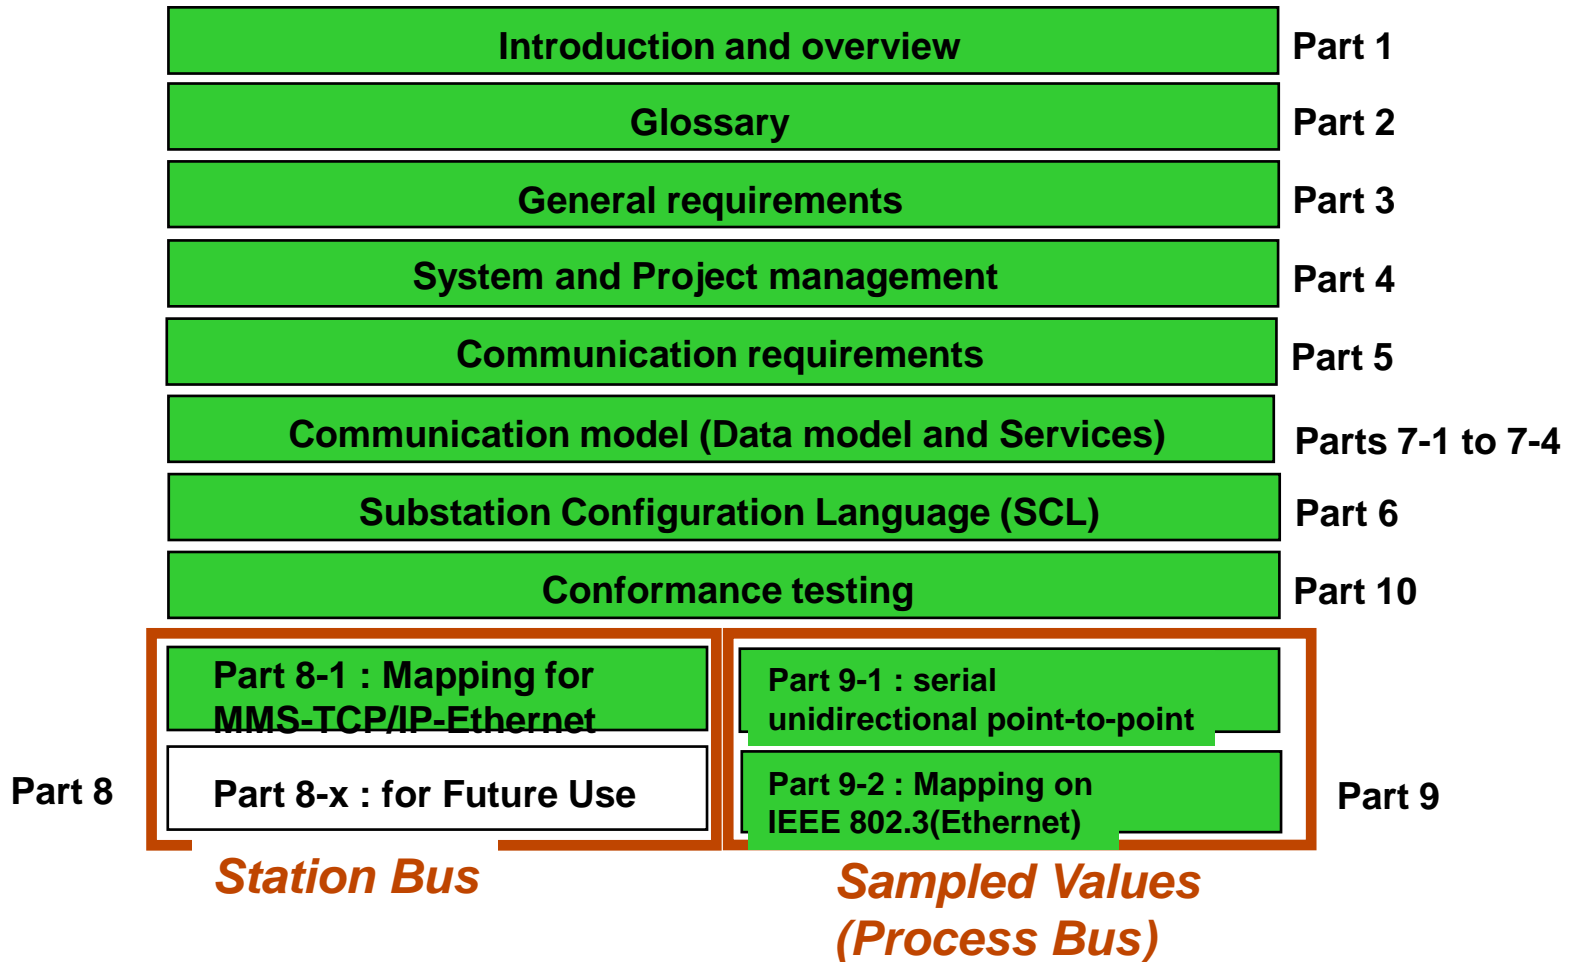 Introduction and overview Part 1
Glossary Part 2
General requirements Part 3
System and Project management Part 4
Communication requirements Part 5
Communication model (Data model and Services) Parts 7-1 to 7-4
Substation Configuration Language (SCL) Part 6
Conformance testing Part 10
Part 8
Part 8-1 : Mapping for
MMS-TCP/IP-Ethernet
Part 8-x : for Future Use
Station Bus
Part 9-1 : serial
unidirectional point-to-point
Part 9-2 : Mapping on
IEEE 802.3(Ethernet)
Part 9
Sampled Values
(Process Bus)